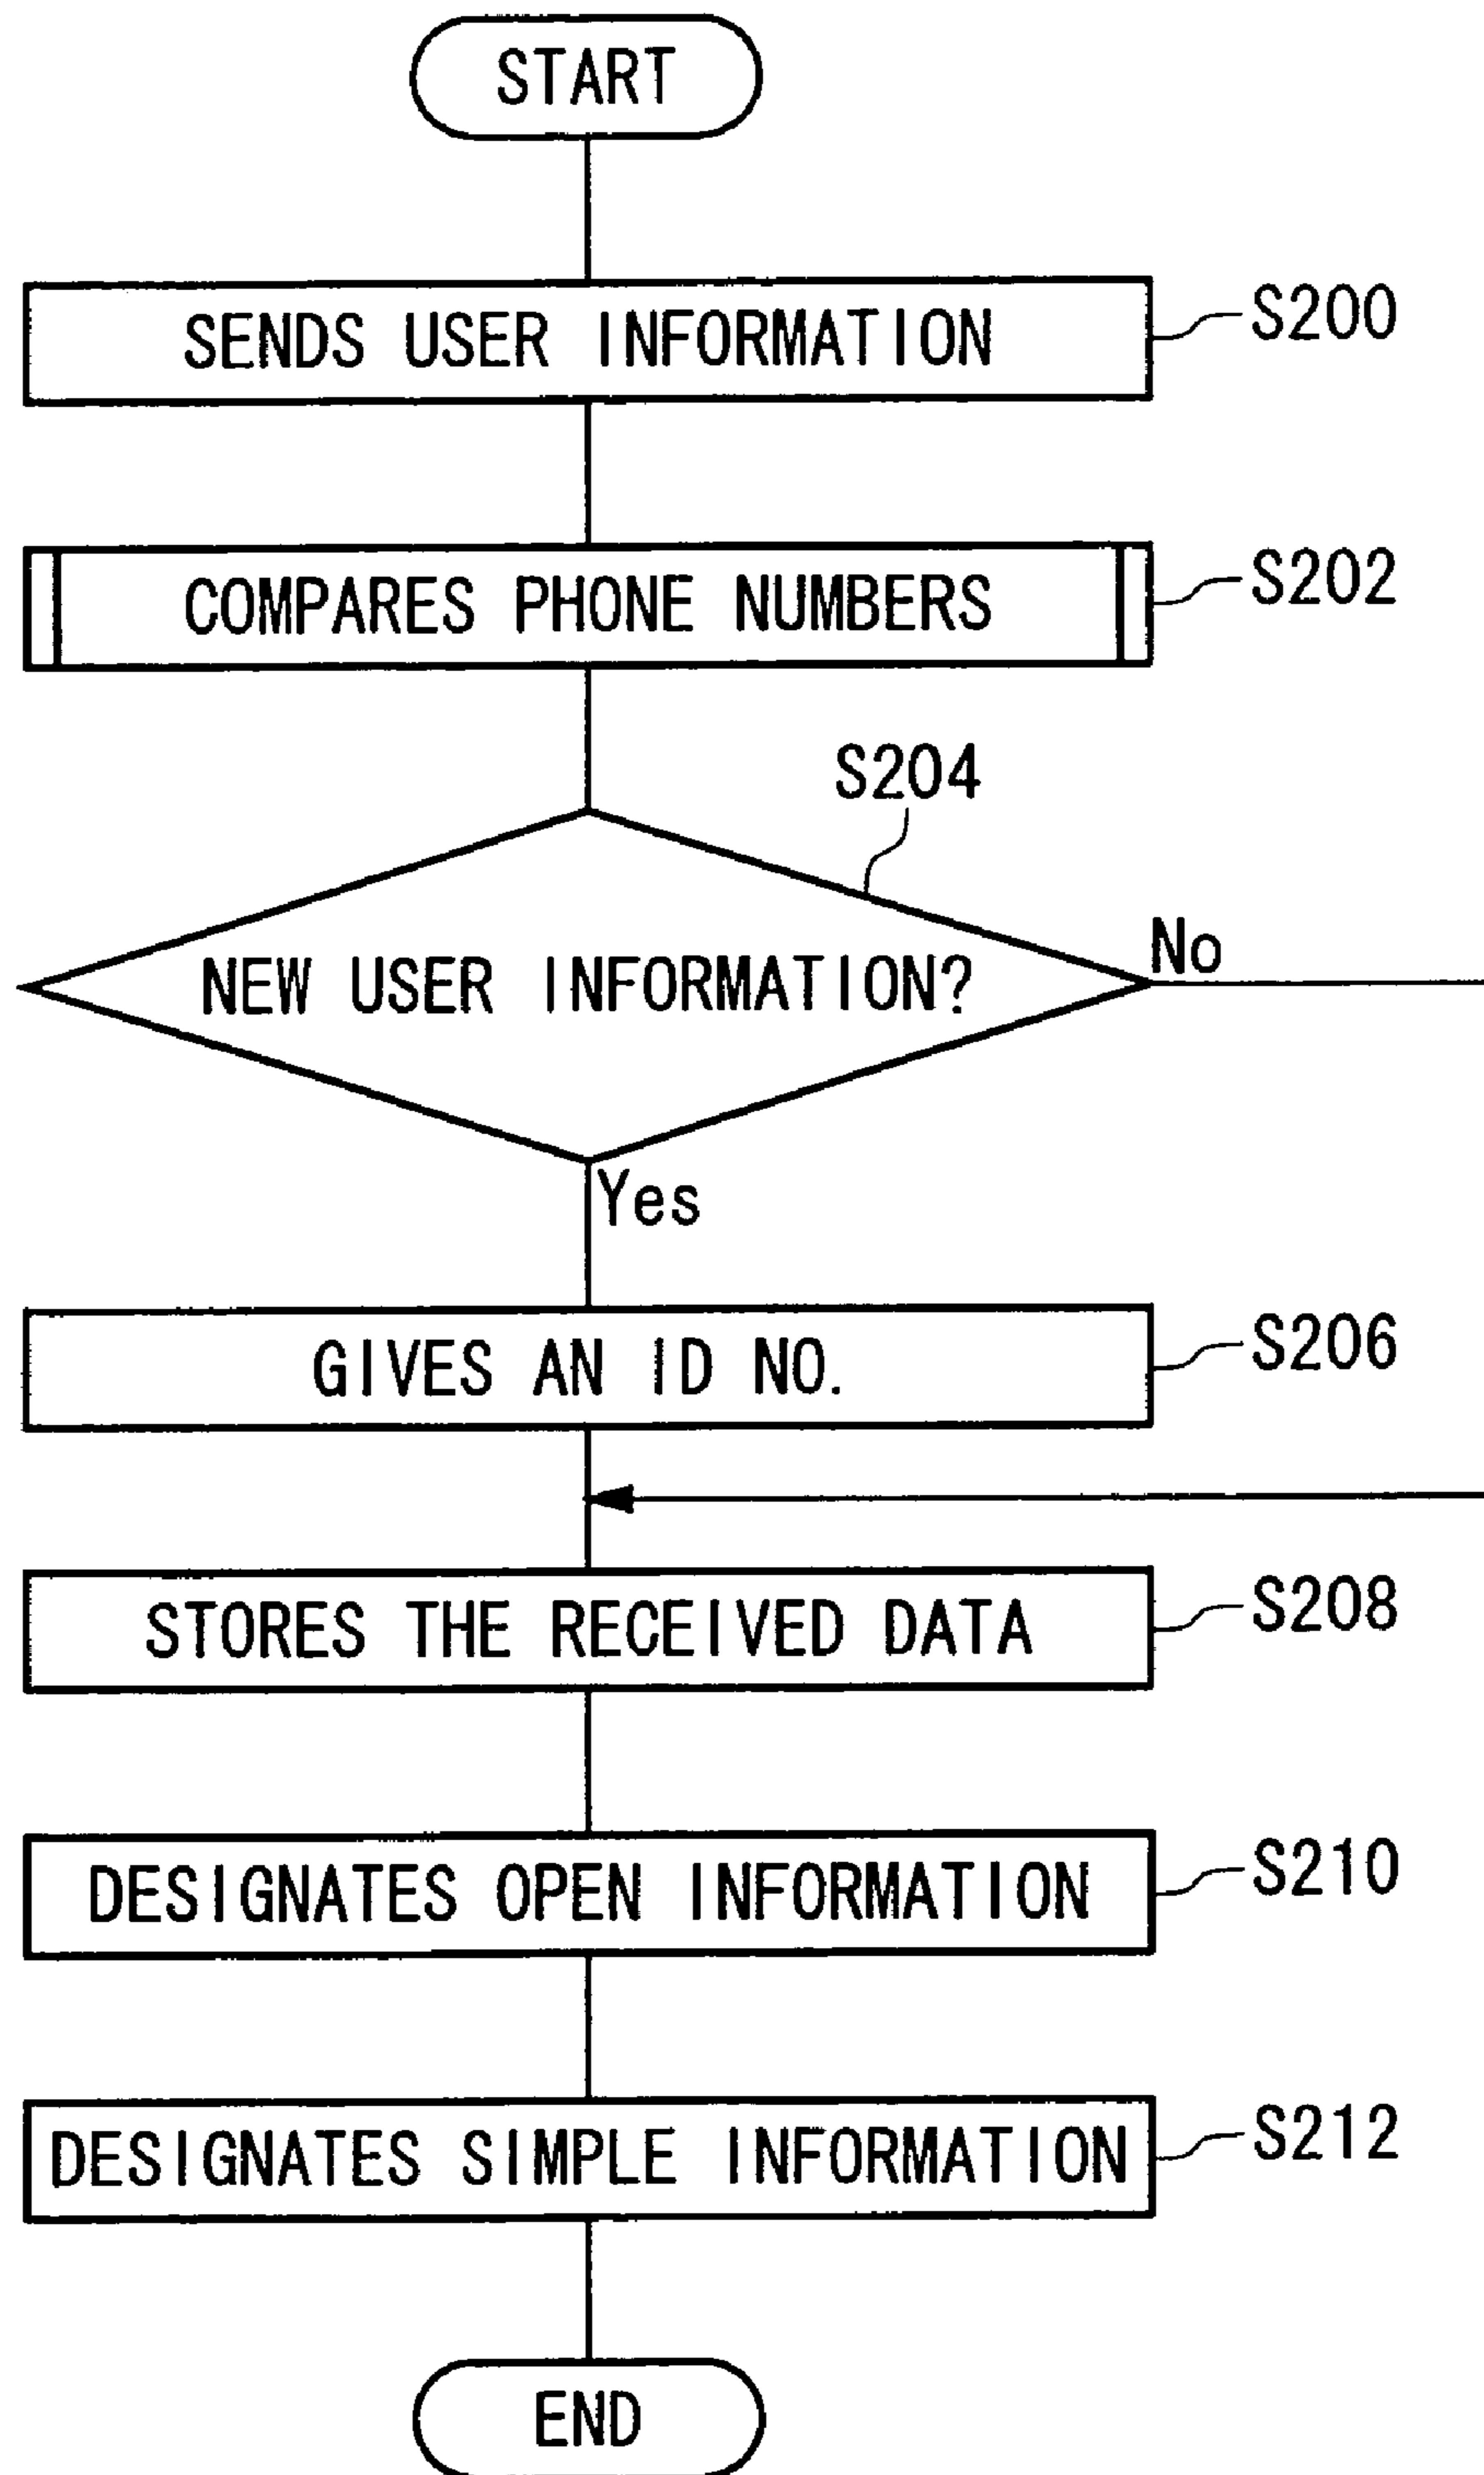 START
SENDS USER INFORMATION
S200
COMPARES PHONE NUMBERS
S202
S204
NEW USER INFORMATION?
No
Yes
GIVES AN ID NO.
S206
STORES THE RECEIVED DATA
S208
DESIGNATES OPEN INFORMATION
S210
DESIGNATES SIMPLE INFORMATION
S212
END